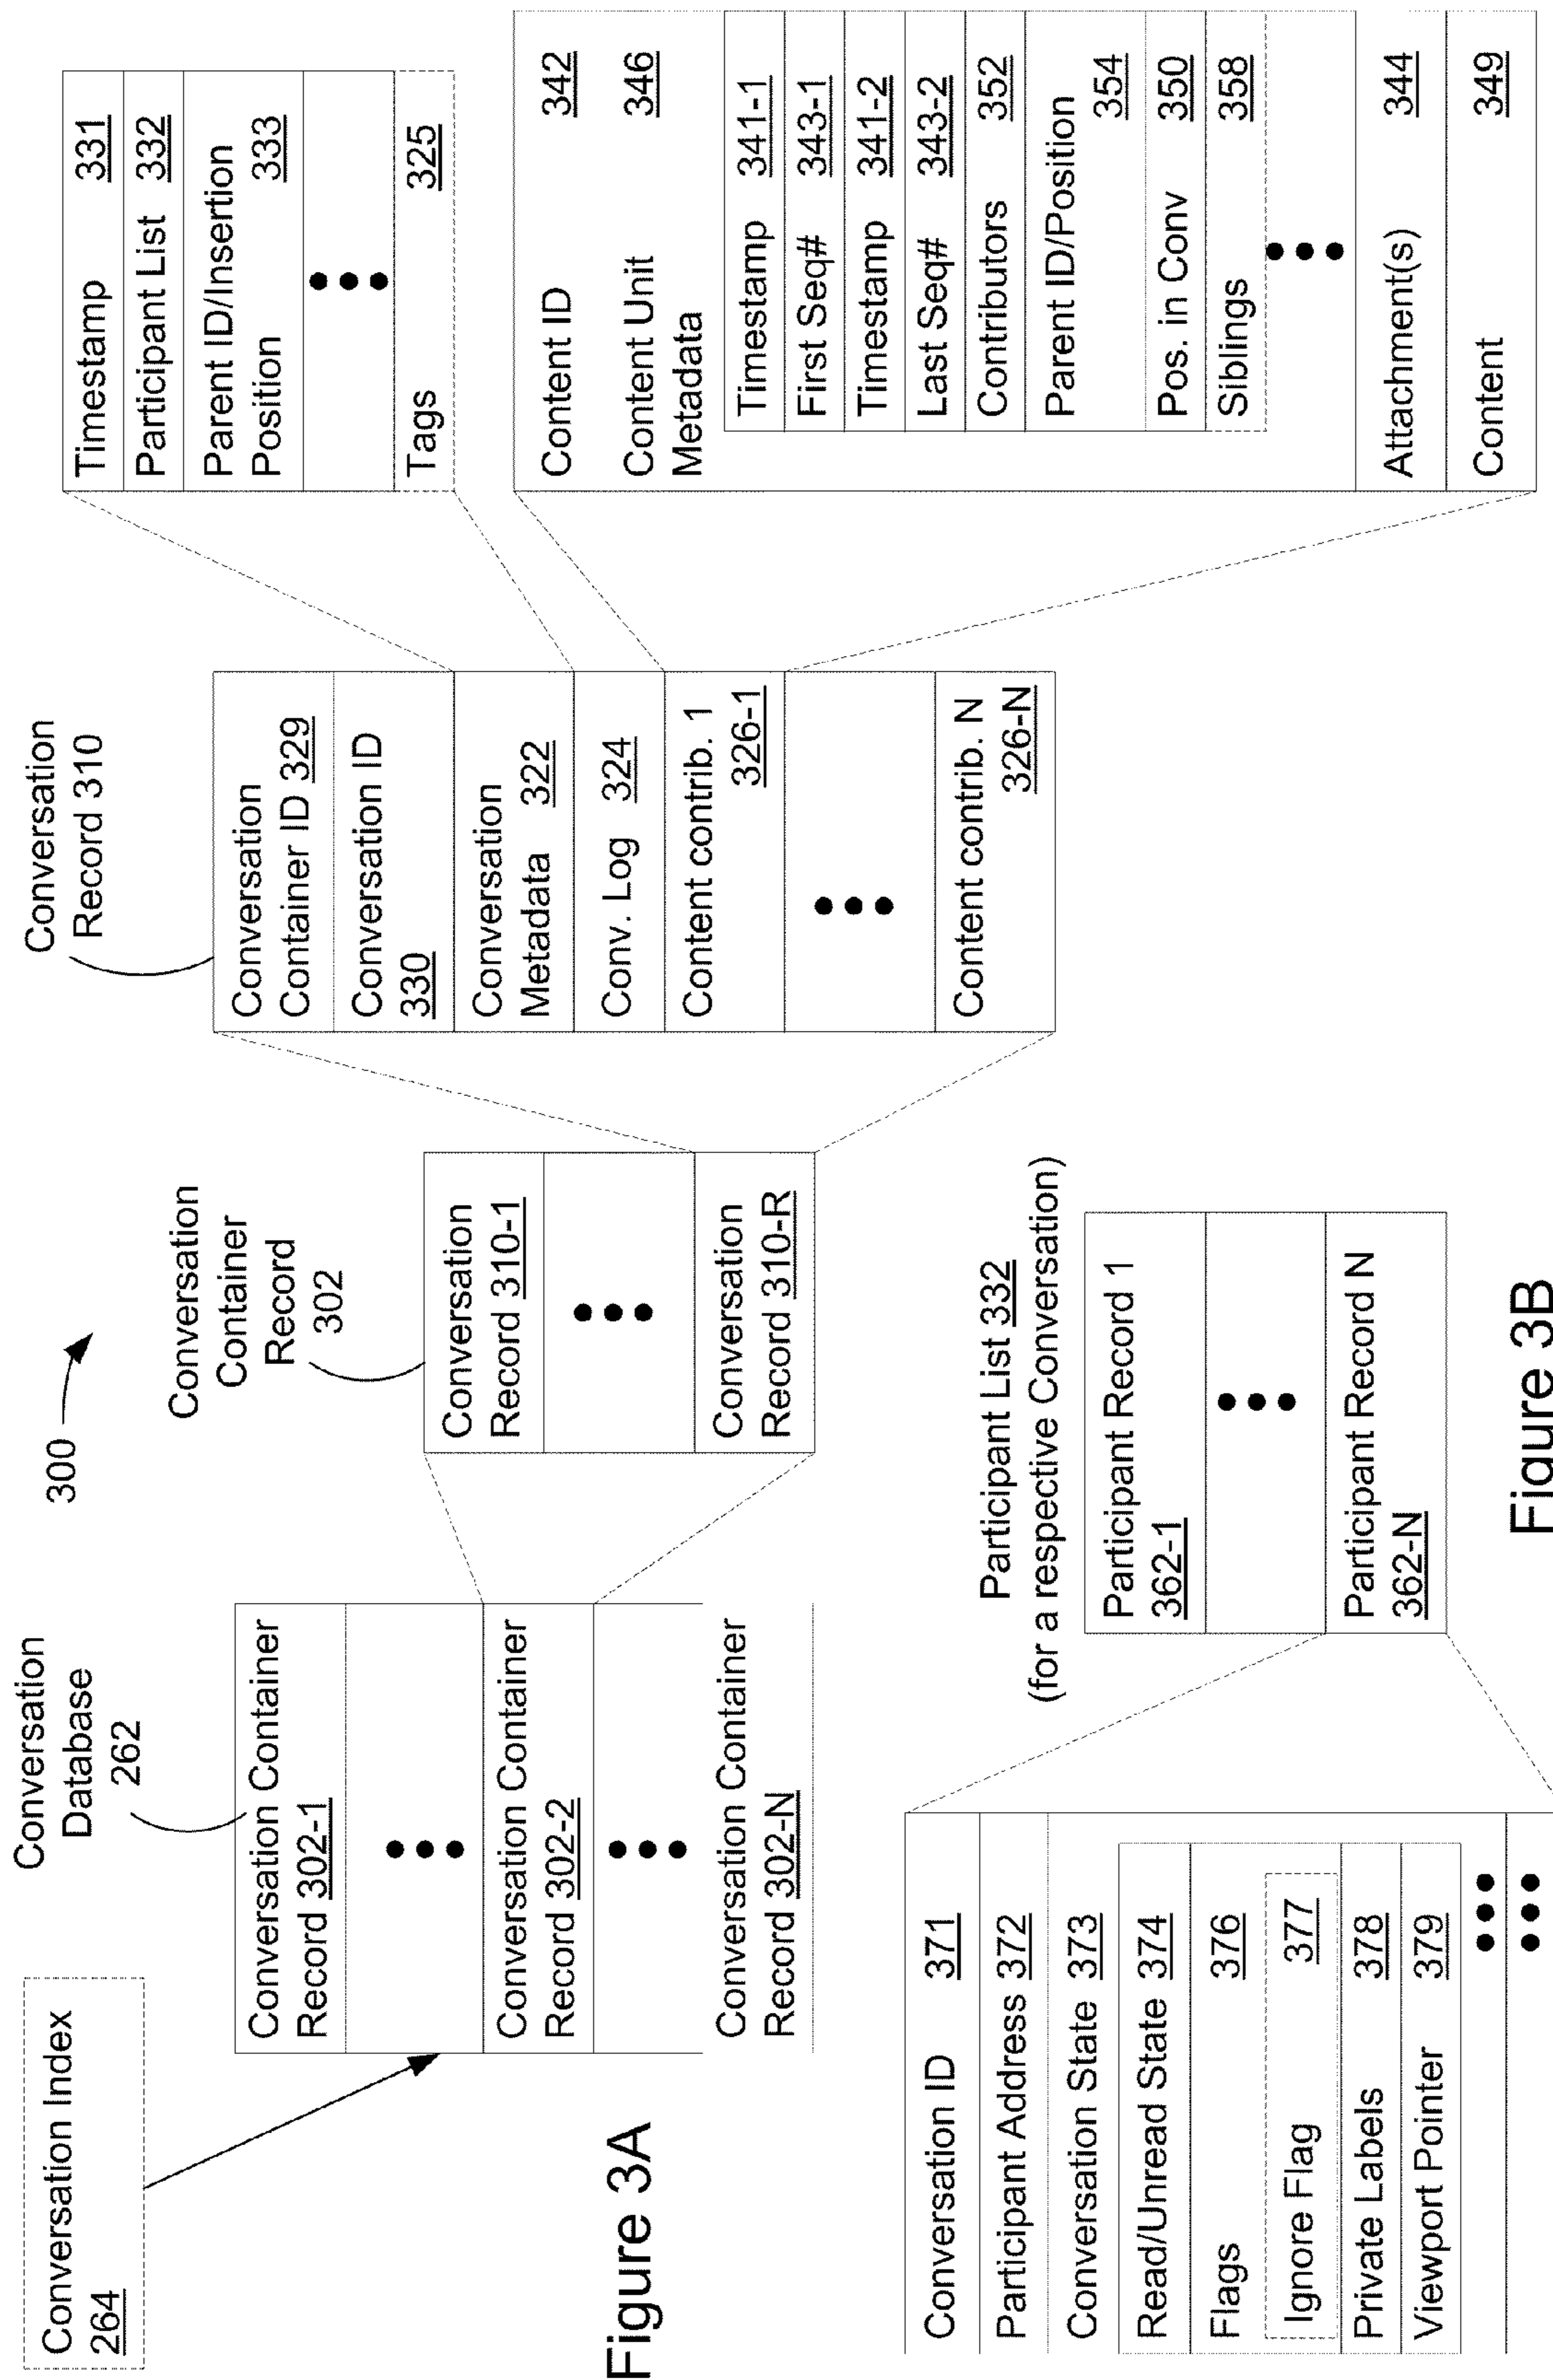 300
Conversation Index
264
Conversation
Database
262
Conversation Container
Record 302-1
Conversation Container
Record 302-2
Conversation Container
Record 302-N
Conversation
Container
Record
302
Conversation
Record 310-1
Conversation
Record 310-R
Conversation
Record 310
Conversation
Container ID 329
Conversation ID
330
Conversation
Metadata 322
Conv. Log 324
Content contrib. 1
326-1
Content contrib. N
326-N
Timestamp 331
Participant List 332
Parent ID/Insertion
Position 333
Tags 325
Content ID 342
Content Unit 346
Metadata
Timestamp 341-1
First Seq# 343-1
Timestamp 341-2
Last Seq# 343-2
Contributors 352
Parent ID/Position
354
Pos. in Conv 350
Siblings 358
Attachment(s) 344
Content 349
Figure 3A
Participant List 332
(for a respective Conversation)
Participant Record 1
362-1
Participant Record N
362-N
Conversation ID 371
Participant Address 372
Conversation State 373
Read/Unread State 374
Flags 376
Ignore Flag 377
Private Labels 378
Viewport Pointer 379
Figure 3B